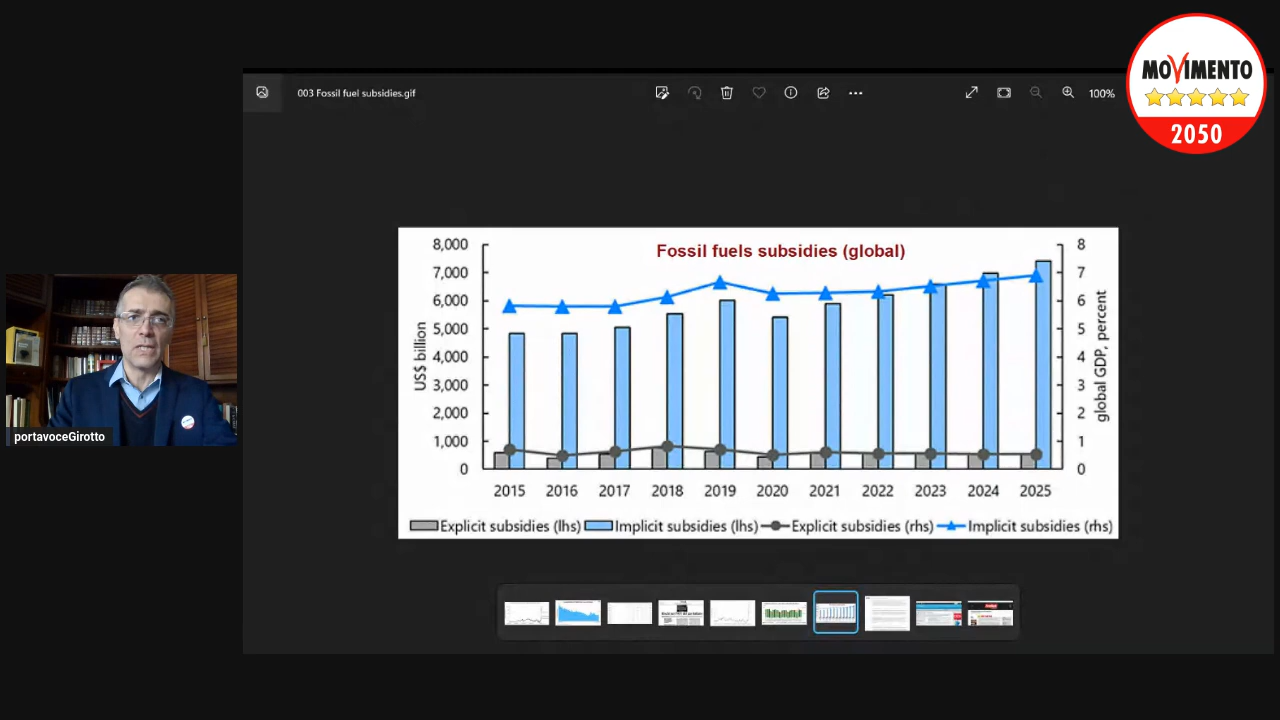 MOVIMENTO
2050
003 Fossil fuel subsidies.gif
100%
Fossil fuels subsidies (global)
8,000
7,000
6,000
5,000
4,000
3,000
2,000
1,000
0
US$ billion
8
7
6
5
4
3
2
1
0
global GDP, percent
2015 2016 2017 2018 2019 2020 2021 2022 2023 2024 2025
Explicit subsidies (lhs) Implicit subsidies (lhs) Explicit subsidies (rhs) Implicit subsidies (rhs)
portavoceGirotto